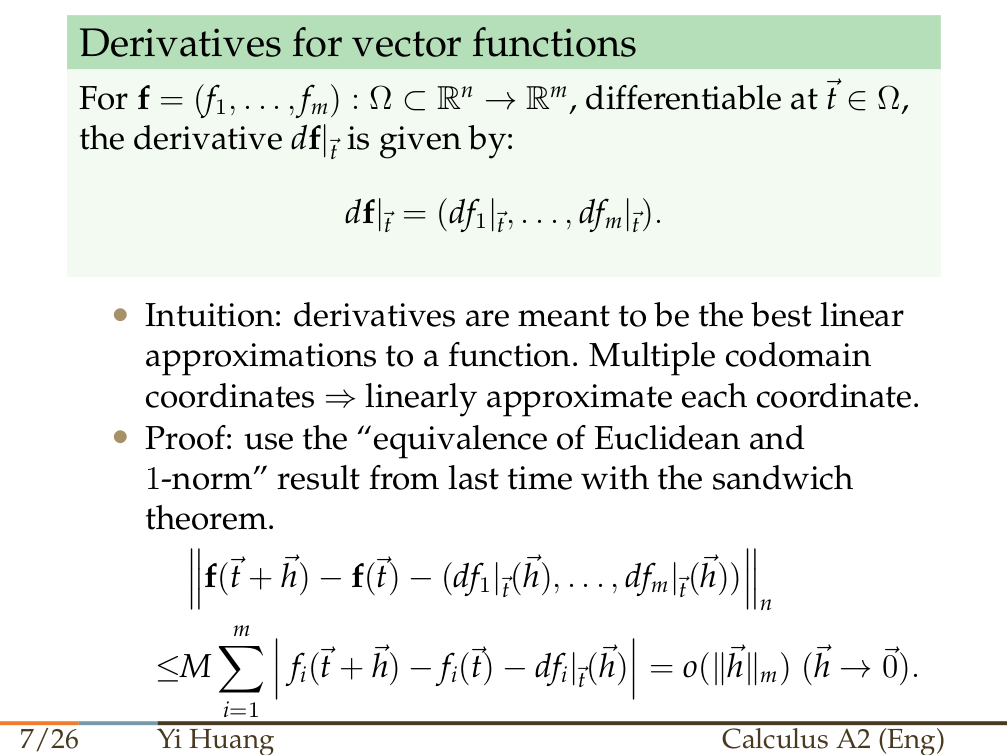 Derivatives for vector functions
For **f** = (f₁, . . . , fₘ) : Ω ⊂ ℝⁿ → ℝᵐ, differentiable at t⃗ ∈ Ω,
the derivative d**f**|ₜ⃗ is given by:
d**f**|ₜ⃗ = (df₁|ₜ⃗, . . . , dfₘ|ₜ⃗).
• Intuition: derivatives are meant to be the best linear
approximations to a function. Multiple codomain
coordinates ⇒ linearly approximate each coordinate.
• Proof: use the “equivalence of Euclidean and
1-norm” result from last time with the sandwich
theorem.
‖**f**(t⃗ + h⃗) − **f**(t⃗) − (df₁|ₜ⃗(h⃗), . . . , dfₘ|ₜ⃗(h⃗))‖ₙ
≤M ∑ᵢ₌₁ᵐ |fᵢ(t⃗ + h⃗) − fᵢ(t⃗) − dfᵢ|ₜ⃗(h⃗)| = o(‖h⃗‖ₘ) (h⃗ → 0⃗).
7/26 Yi Huang Calculus A2 (Eng)